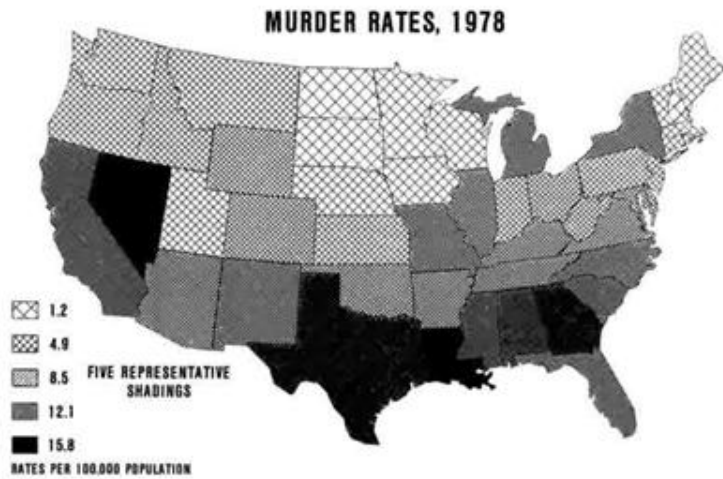 MURDER RATES, 1978
1.2
4.9
8.5
FIVE REPRESENTATIVE
SHADINGS
12.1
15.8
RATES PER 100,000 POPULATION